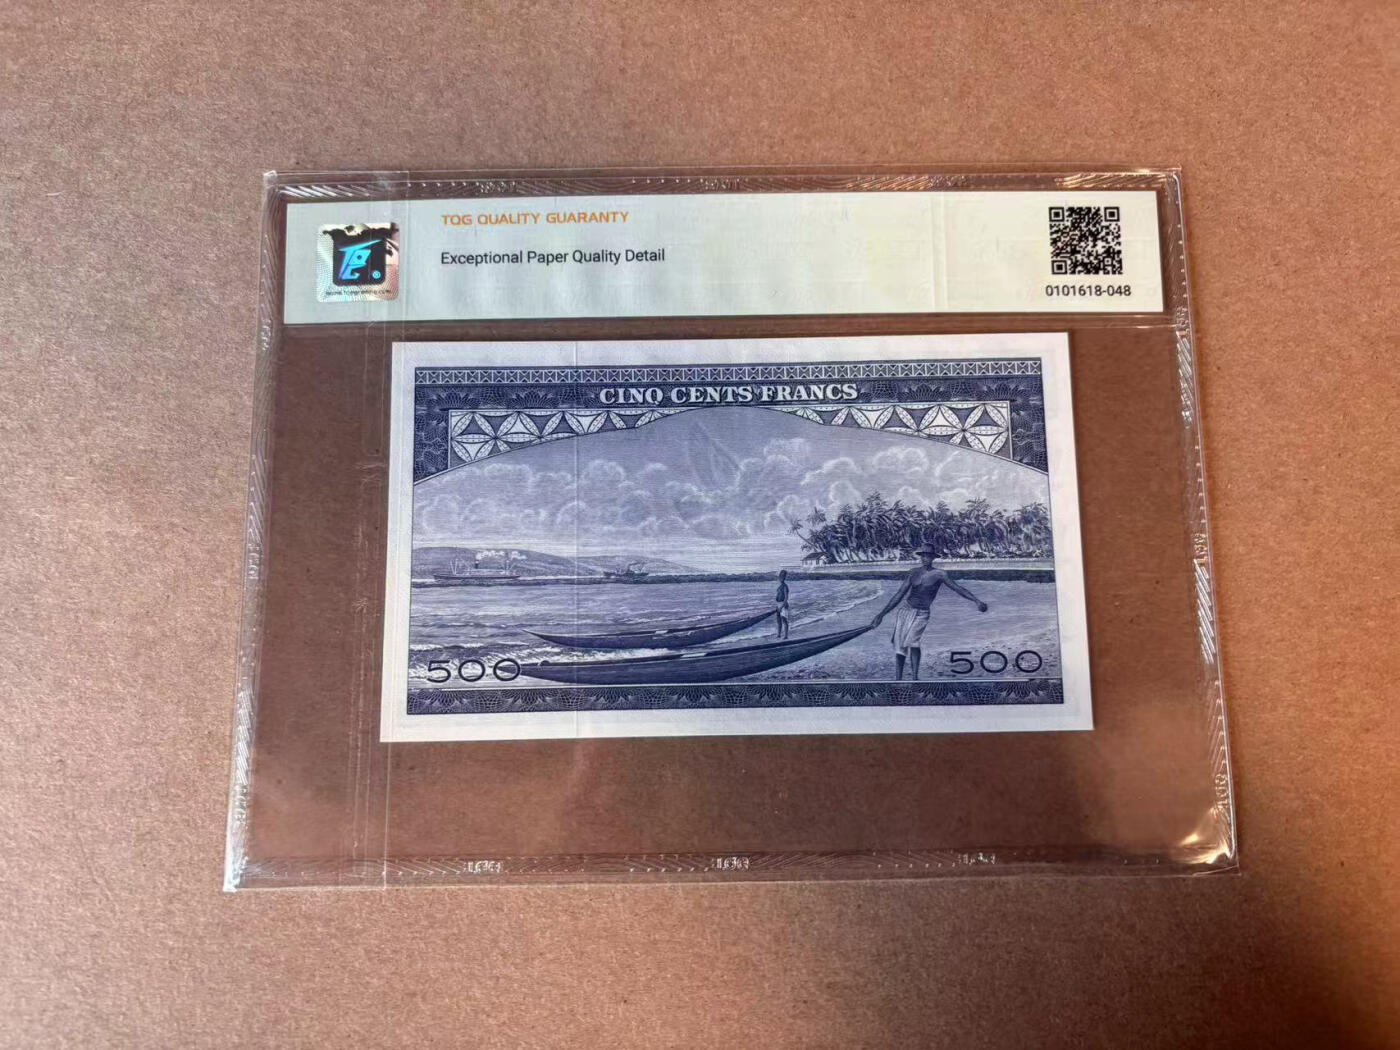 TQG QUALITY GUARANTY
Exceptional Paper Quality Detail
0101618-048
CINQ CENTS FRANCS
500
500